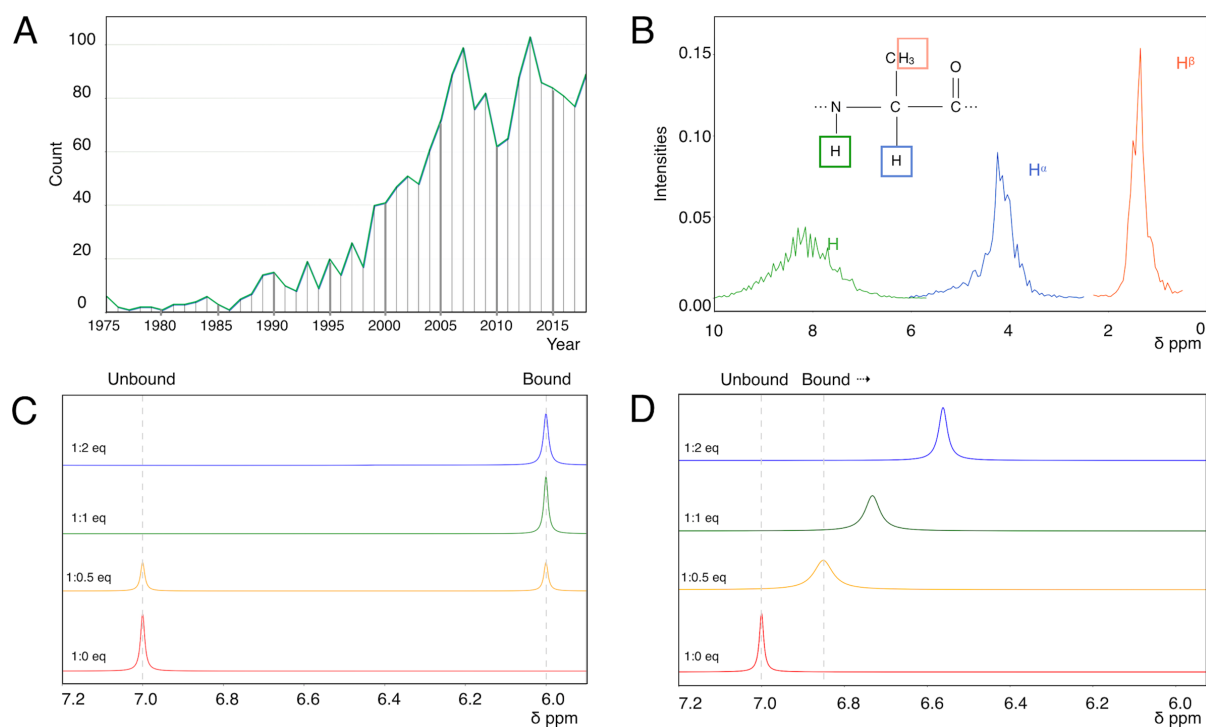 A
100
80
60
40
20
0
Count
1975 1980 1985 1990 1995 2000 2005 2010 2015
Year
B
0.15
0.10
0.05
0.00
Intensities
CH₃
O
···N C C···
H H
H
Hα
Hβ
10 8 6 4 2 0
δ ppm
C
Unbound Bound
1:2 eq
1:1 eq
1:0.5 eq
1:0 eq
7.2 7.0 6.8 6.6 6.4 6.2 6.0
δ ppm
D
Unbound Bound ⇢
1:2 eq
1:1 eq
1:0.5 eq
1:0 eq
7.2 7.0 6.8 6.6 6.4 6.2 6.0
δ ppm